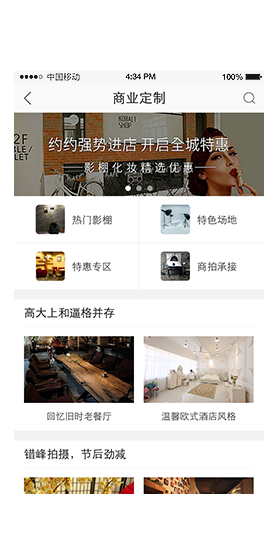 中国移动 4:34 PM 100%
商业定制
KOBALT
SHOP
2F
BLE/
LET
约约强势进店 开启全城特惠
影棚化妆精选优惠
热门影棚
特色场地
特惠专区
商拍承接
高大上和逼格并存
回忆旧时老餐厅
温馨欧式酒店风格
错峰拍摄，节后劲减